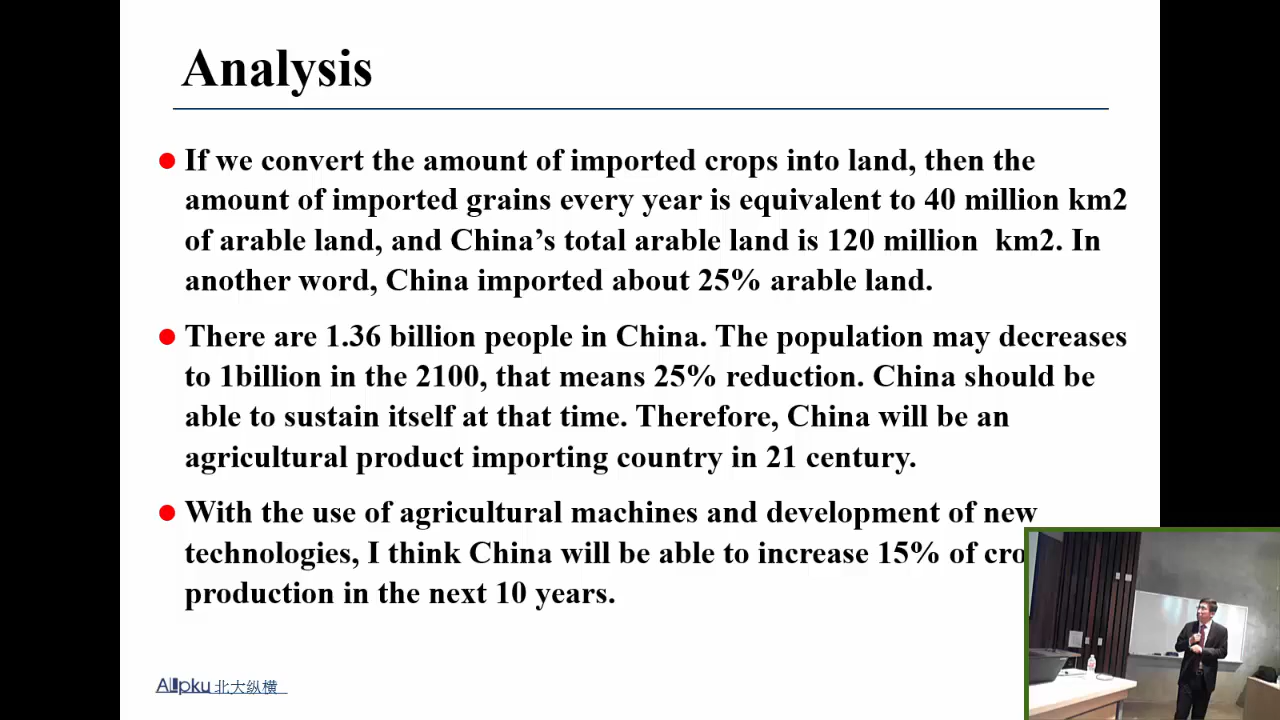 Analysis
If we convert the amount of imported crops into land, then the
amount of imported grains every year is equivalent to 40 million km2
of arable land, and China’s total arable land is 120 million km2. In
another word, China imported about 25% arable land.
There are 1.36 billion people in China. The population may decreases
to 1billion in the 2100, that means 25% reduction. China should be
able to sustain itself at that time. Therefore, China will be an
agricultural product importing country in 21 century.
With the use of agricultural machines and development of new
technologies, I think China will be able to increase 15% of cro
production in the next 10 years.
Allpku 北大纵横